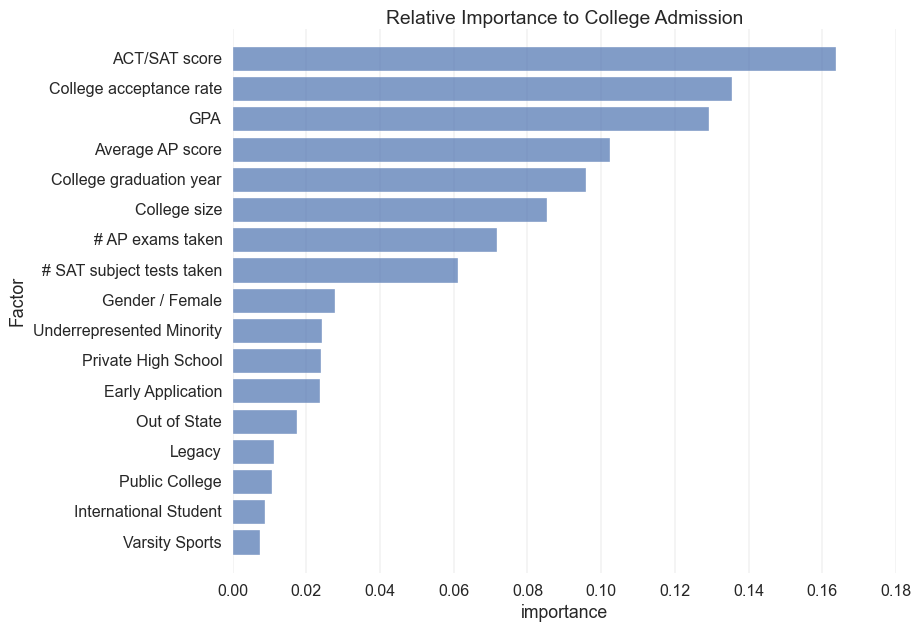 Relative Importance to College Admission
ACT/SAT score
College acceptance rate
GPA
Average AP score
College graduation year
College size
# AP exams taken
# SAT subject tests taken
Gender / Female
Underrepresented Minority
Private High School
Early Application
Out of State
Legacy
Public College
International Student
Varsity Sports
Factor
0.00 0.02 0.04 0.06 0.08 0.10 0.12 0.14 0.16 0.18
importance